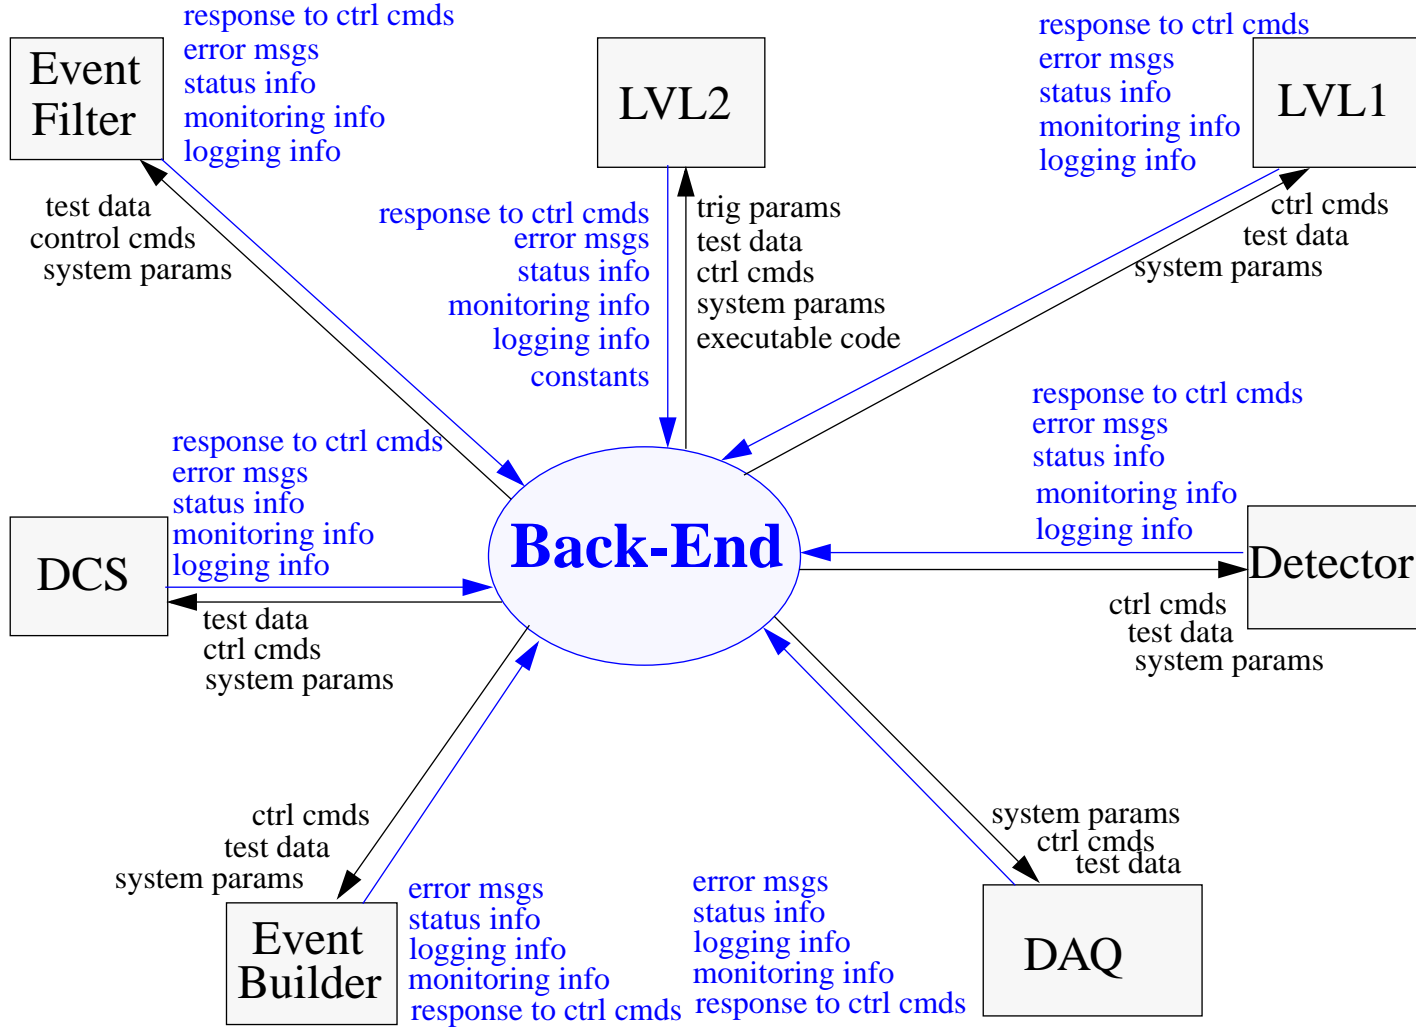 response to ctrl cmds
error msgs
status info
monitoring info
logging info
Event
Filter
test data
control cmds
system params
LVL2
response to ctrl cmds
error msgs
status info
monitoring info
logging info
constants
trig params
test data
ctrl cmds
system params
executable code
response to ctrl cmds
error msgs
status info
monitoring info
logging info
LVL1
ctrl cmds
test data
system params
response to ctrl cmds
error msgs
status info
monitoring info
logging info
DCS
test data
ctrl cmds
system params
Back-End
response to ctrl cmds
error msgs
status info
monitoring info
logging info
Detector
ctrl cmds
test data
system params
ctrl cmds
test data
system params
Event
Builder
error msgs
status info
logging info
monitoring info
response to ctrl cmds
system params
ctrl cmds
test data
error msgs
status info
logging info
monitoring info
response to ctrl cmds
DAQ